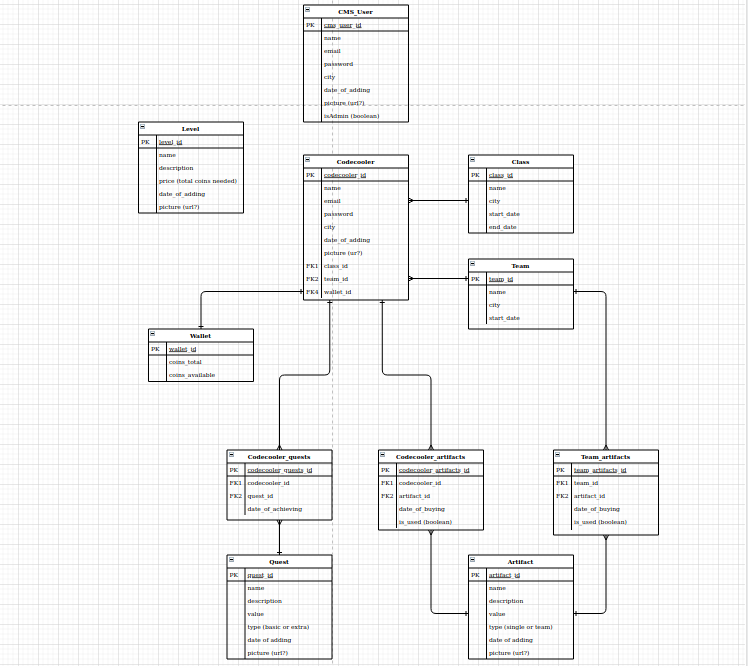 CMS_User
PK cms_user_id
name
email
password
city
date_of_adding
picture (url?)
isAdmin (boolean)
Level
PK level_id
name
description
price (total coins needed)
date_of_adding
picture (url?)
Codecooler
PK codecooler_id
name
email
password
city
date_of_adding
picture (ur?)
FK1 class_id
FK2 team_id
FK4 wallet_id
Class
PK class_id
name
city
start_date
end_date
Team
PK team_id
name
city
start_date
Wallet
PK wallet_id
coins_total
coins_available
Codecooler_quests
PK codecooler_quests_id
FK1 codecooler_id
FK2 quest_id
date_of_achieving
Codecooler_artifacts
PK codecooler_artifacts_id
FK1 codecooler_id
FK2 artifact_id
date_of_buying
is_used (boolean)
Team_artifacts
PK team_artifacts_id
FK1 team_id
FK2 artifact_id
date_of_buying
is_used (boolean)
Quest
PK quest_id
name
description
value
type (basic or extra)
date of adding
picture (url?)
Artifact
PK artifact_id
name
description
value
type (single or team)
date of adding
picture (url?)